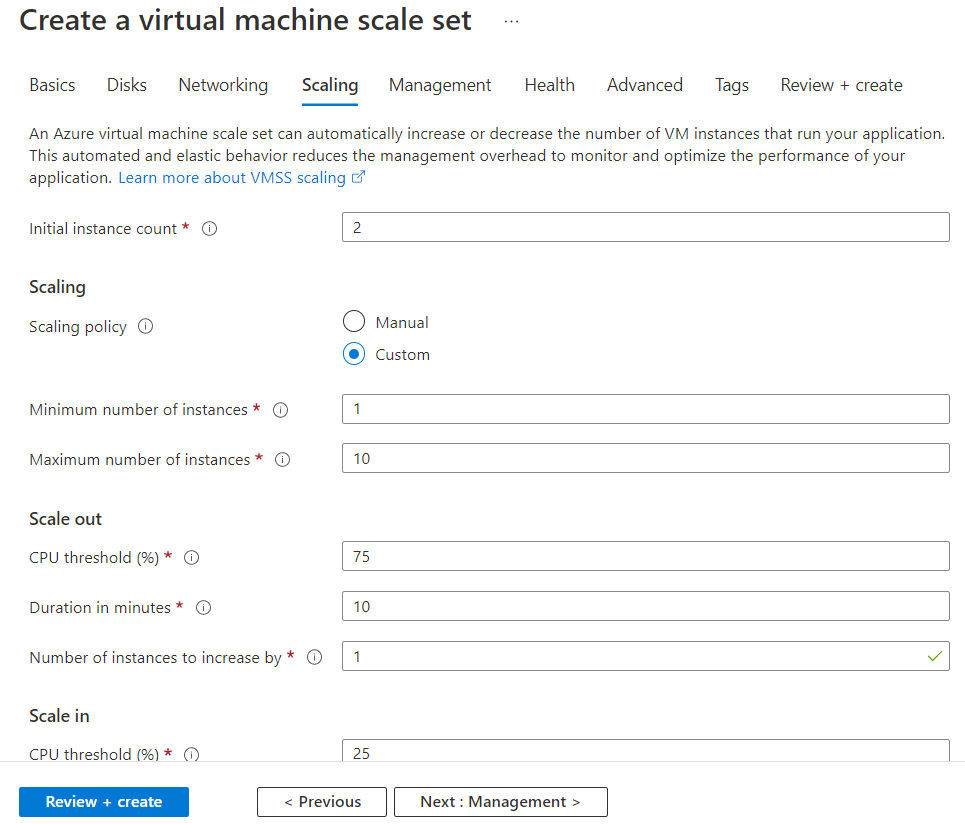 Create a virtual machine scale set ...
Basics Disks Networking Scaling Management Health Advanced Tags Review + create
An Azure virtual machine scale set can automatically increase or decrease the number of VM instances that run your application.
This automated and elastic behavior reduces the management overhead to monitor and optimize the performance of your
application. Learn more about VMSS scaling
Initial instance count * 2
Scaling
Scaling policy
Manual
Custom
Minimum number of instances * 1
Maximum number of instances * 10
Scale out
CPU threshold (%) * 75
Duration in minutes * 10
Number of instances to increase by * 1
Scale in
CPU threshold (%) * 25
Review + create < Previous Next : Management >